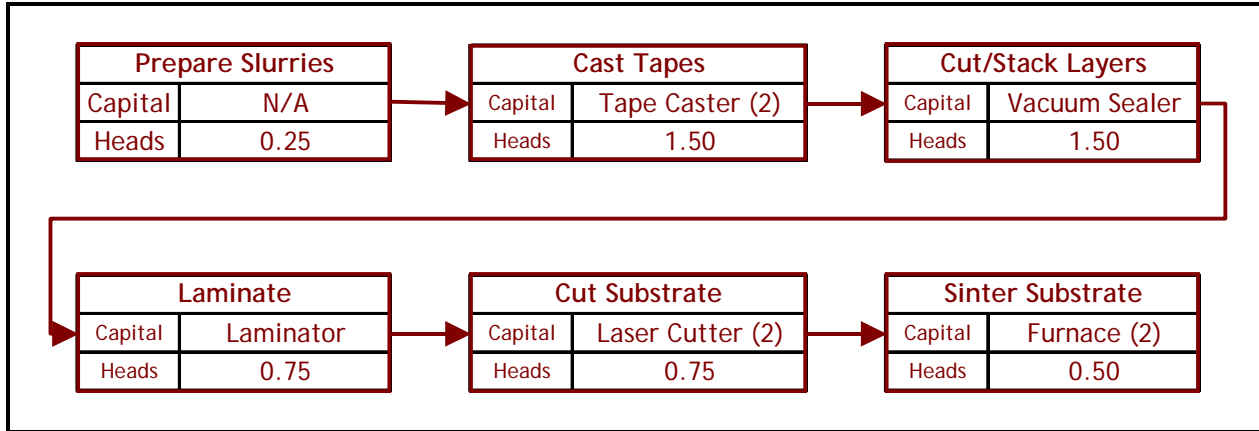 Prepare Slurries
Capital N/A
Heads 0.25
Cast Tapes
Capital Tape Caster (2)
Heads 1.50
Cut/Stack Layers
Capital Vacuum Sealer
Heads 1.50
Laminate
Capital Laminator
Heads 0.75
Cut Substrate
Capital Laser Cutter (2)
Heads 0.75
Sinter Substrate
Capital Furnace (2)
Heads 0.50